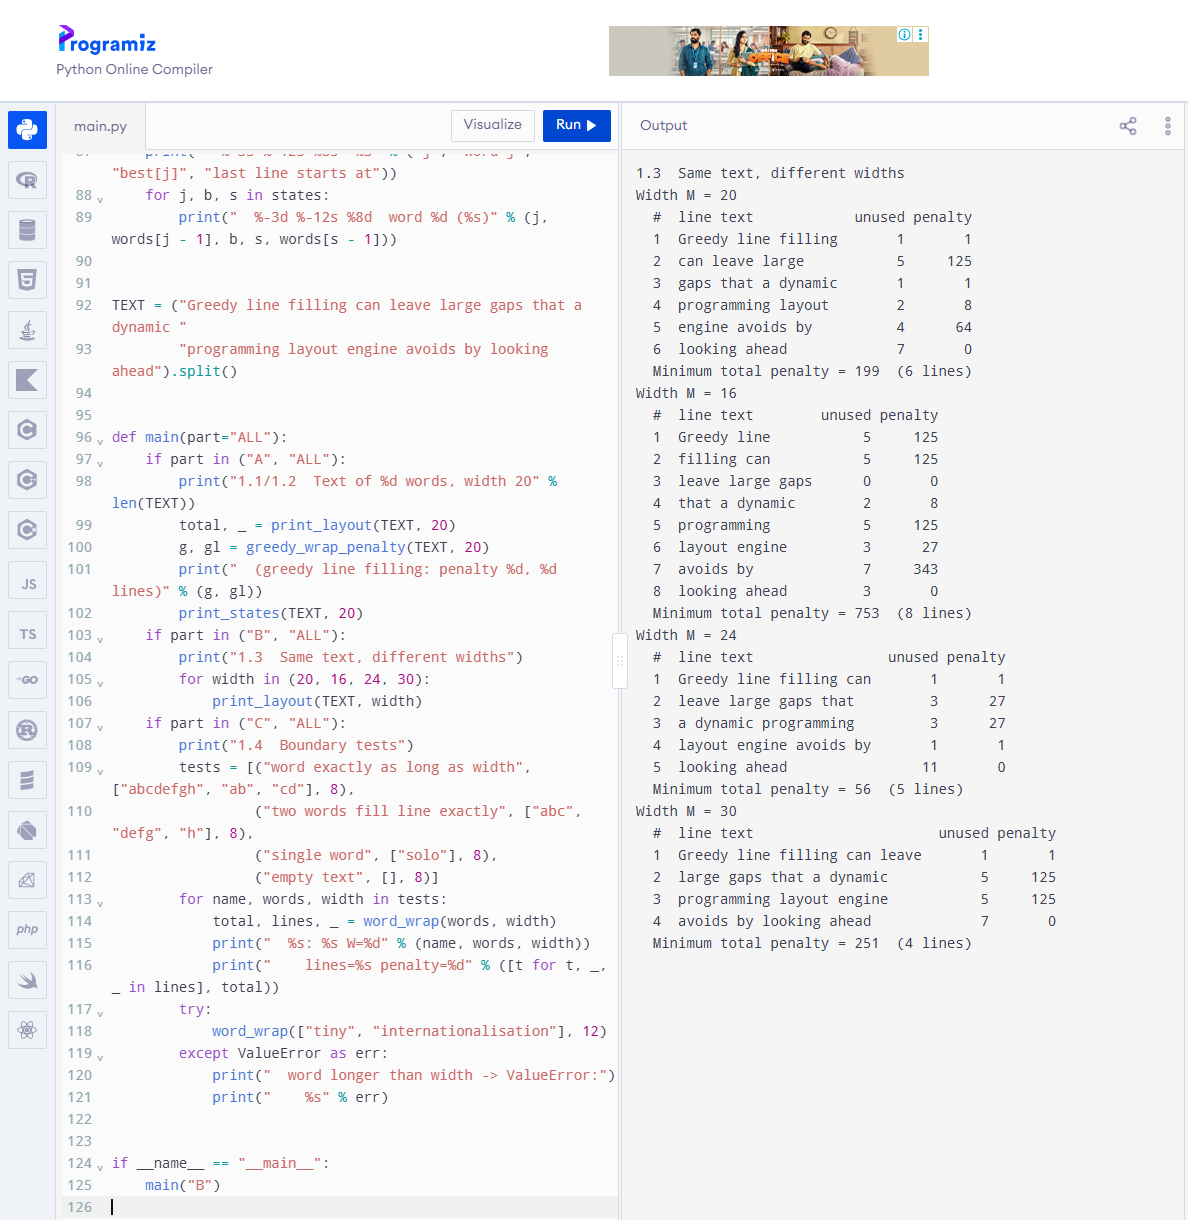 Programiz
Python Online Compiler
OFFICE
main.py
Visualize
Run
Output
"best[j]", "last line starts at"))
88     for j, b, s in states:
89         print("  %-3d %-12s %8d  word %d (%s)" % (j,
words[j - 1], b, s, words[s - 1]))
90
91
92 TEXT = ("Greedy line filling can leave large gaps that a
dynamic "
93         "programming layout engine avoids by looking
ahead").split()
94
95
96 def main(part="ALL"):
97     if part in ("A", "ALL"):
98         print("1.1/1.2  Text of %d words, width 20" %
len(TEXT))
99         total, _ = print_layout(TEXT, 20)
100         g, gl = greedy_wrap_penalty(TEXT, 20)
101         print("  (greedy line filling: penalty %d, %d
lines)" % (g, gl))
102         print_states(TEXT, 20)
103     if part in ("B", "ALL"):
104         print("1.3  Same text, different widths")
105         for width in (20, 16, 24, 30):
106             print_layout(TEXT, width)
107     if part in ("C", "ALL"):
108         print("1.4  Boundary tests")
109         tests = [("word exactly as long as width",
["abcdefgh", "ab", "cd"], 8),
110                  ("two words fill line exactly", ["abc",
"defg", "h"], 8),
111                  ("single word", ["solo"], 8),
112                  ("empty text", [], 8)]
113         for name, words, width in tests:
114             total, lines, _ = word_wrap(words, width)
115             print("  %s: %s W=%d" % (name, words, width))
116             print("    lines=%s penalty=%d" % ([t for t, _,
_ in lines], total))
117         try:
118             word_wrap(["tiny", "internationalisation"], 12)
119         except ValueError as err:
120             print("  word longer than width -> ValueError:")
121             print("    %s" % err)
122
123
124 if __name__ == "__main__":
125     main("B")
126
JS
TS
GO
php
1.3  Same text, different widths
Width M = 20
  #  line text            unused penalty
  1  Greedy line filling       1       1
  2  can leave large           5     125
  3  gaps that a dynamic       1       1
  4  programming layout        2       8
  5  engine avoids by          4      64
  6  looking ahead             7       0
  Minimum total penalty = 199  (6 lines)
Width M = 16
  #  line text        unused penalty
  1  Greedy line           5     125
  2  filling can           5     125
  3  leave large gaps      0       0
  4  that a dynamic        2       8
  5  programming           5     125
  6  layout engine         3      27
  7  avoids by             7     343
  8  looking ahead         3       0
  Minimum total penalty = 753  (8 lines)
Width M = 24
  #  line text                unused penalty
  1  Greedy line filling can       1       1
  2  leave large gaps that         3      27
  3  a dynamic programming         3      27
  4  layout engine avoids by       1       1
  5  looking ahead                11       0
  Minimum total penalty = 56  (5 lines)
Width M = 30
  #  line text                      unused penalty
  1  Greedy line filling can leave       1       1
  2  large gaps that a dynamic           5     125
  3  programming layout engine           5     125
  4  avoids by looking ahead             7       0
  Minimum total penalty = 251  (4 lines)